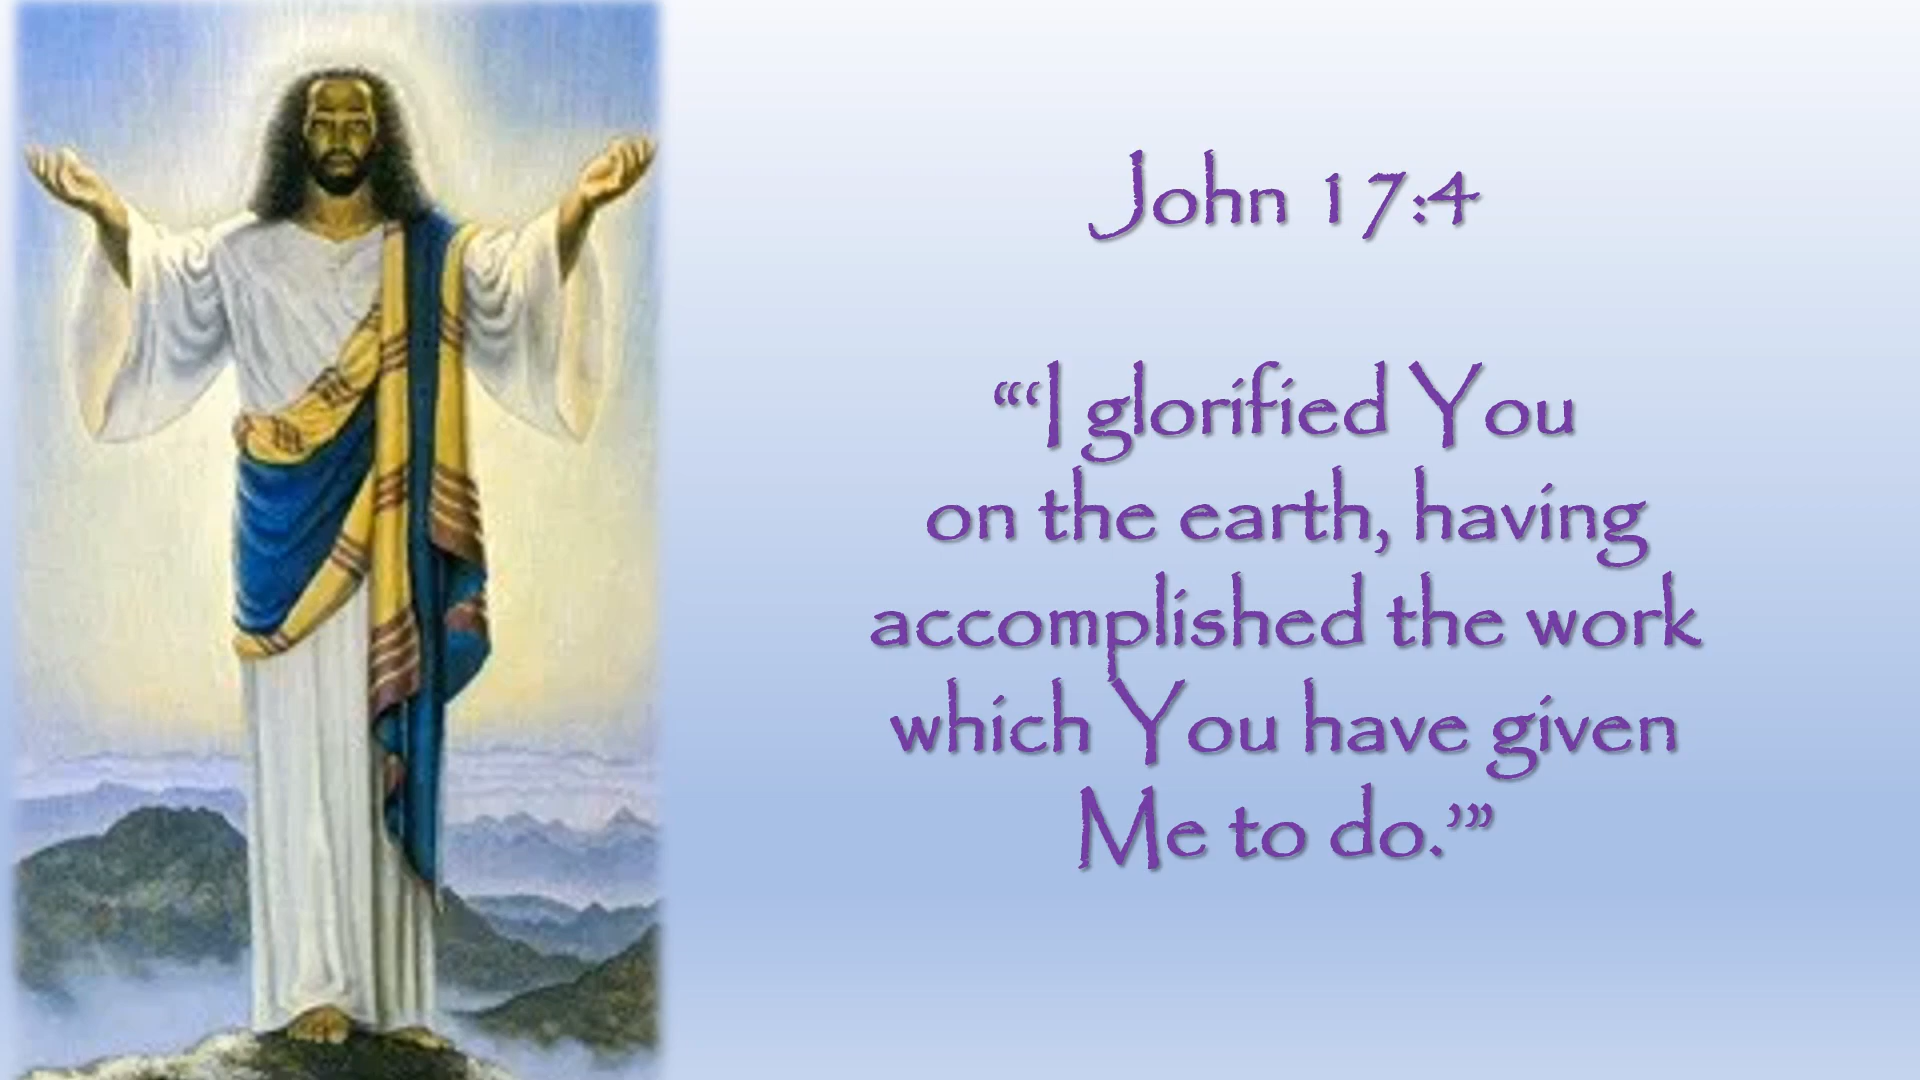 John 17:4
“‘I glorified You
on the earth, having
accomplished the work
which You have given
Me to do.’”